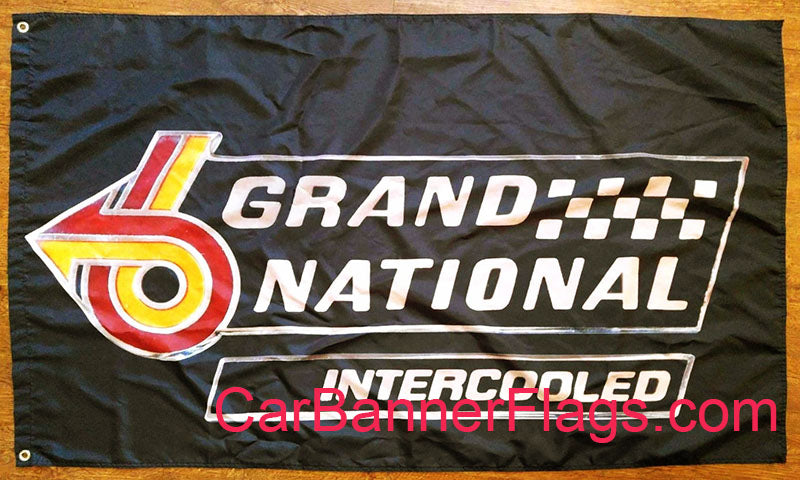 GRAND
NATIONAL
INTERCOOLED
CarBannerFlags.com